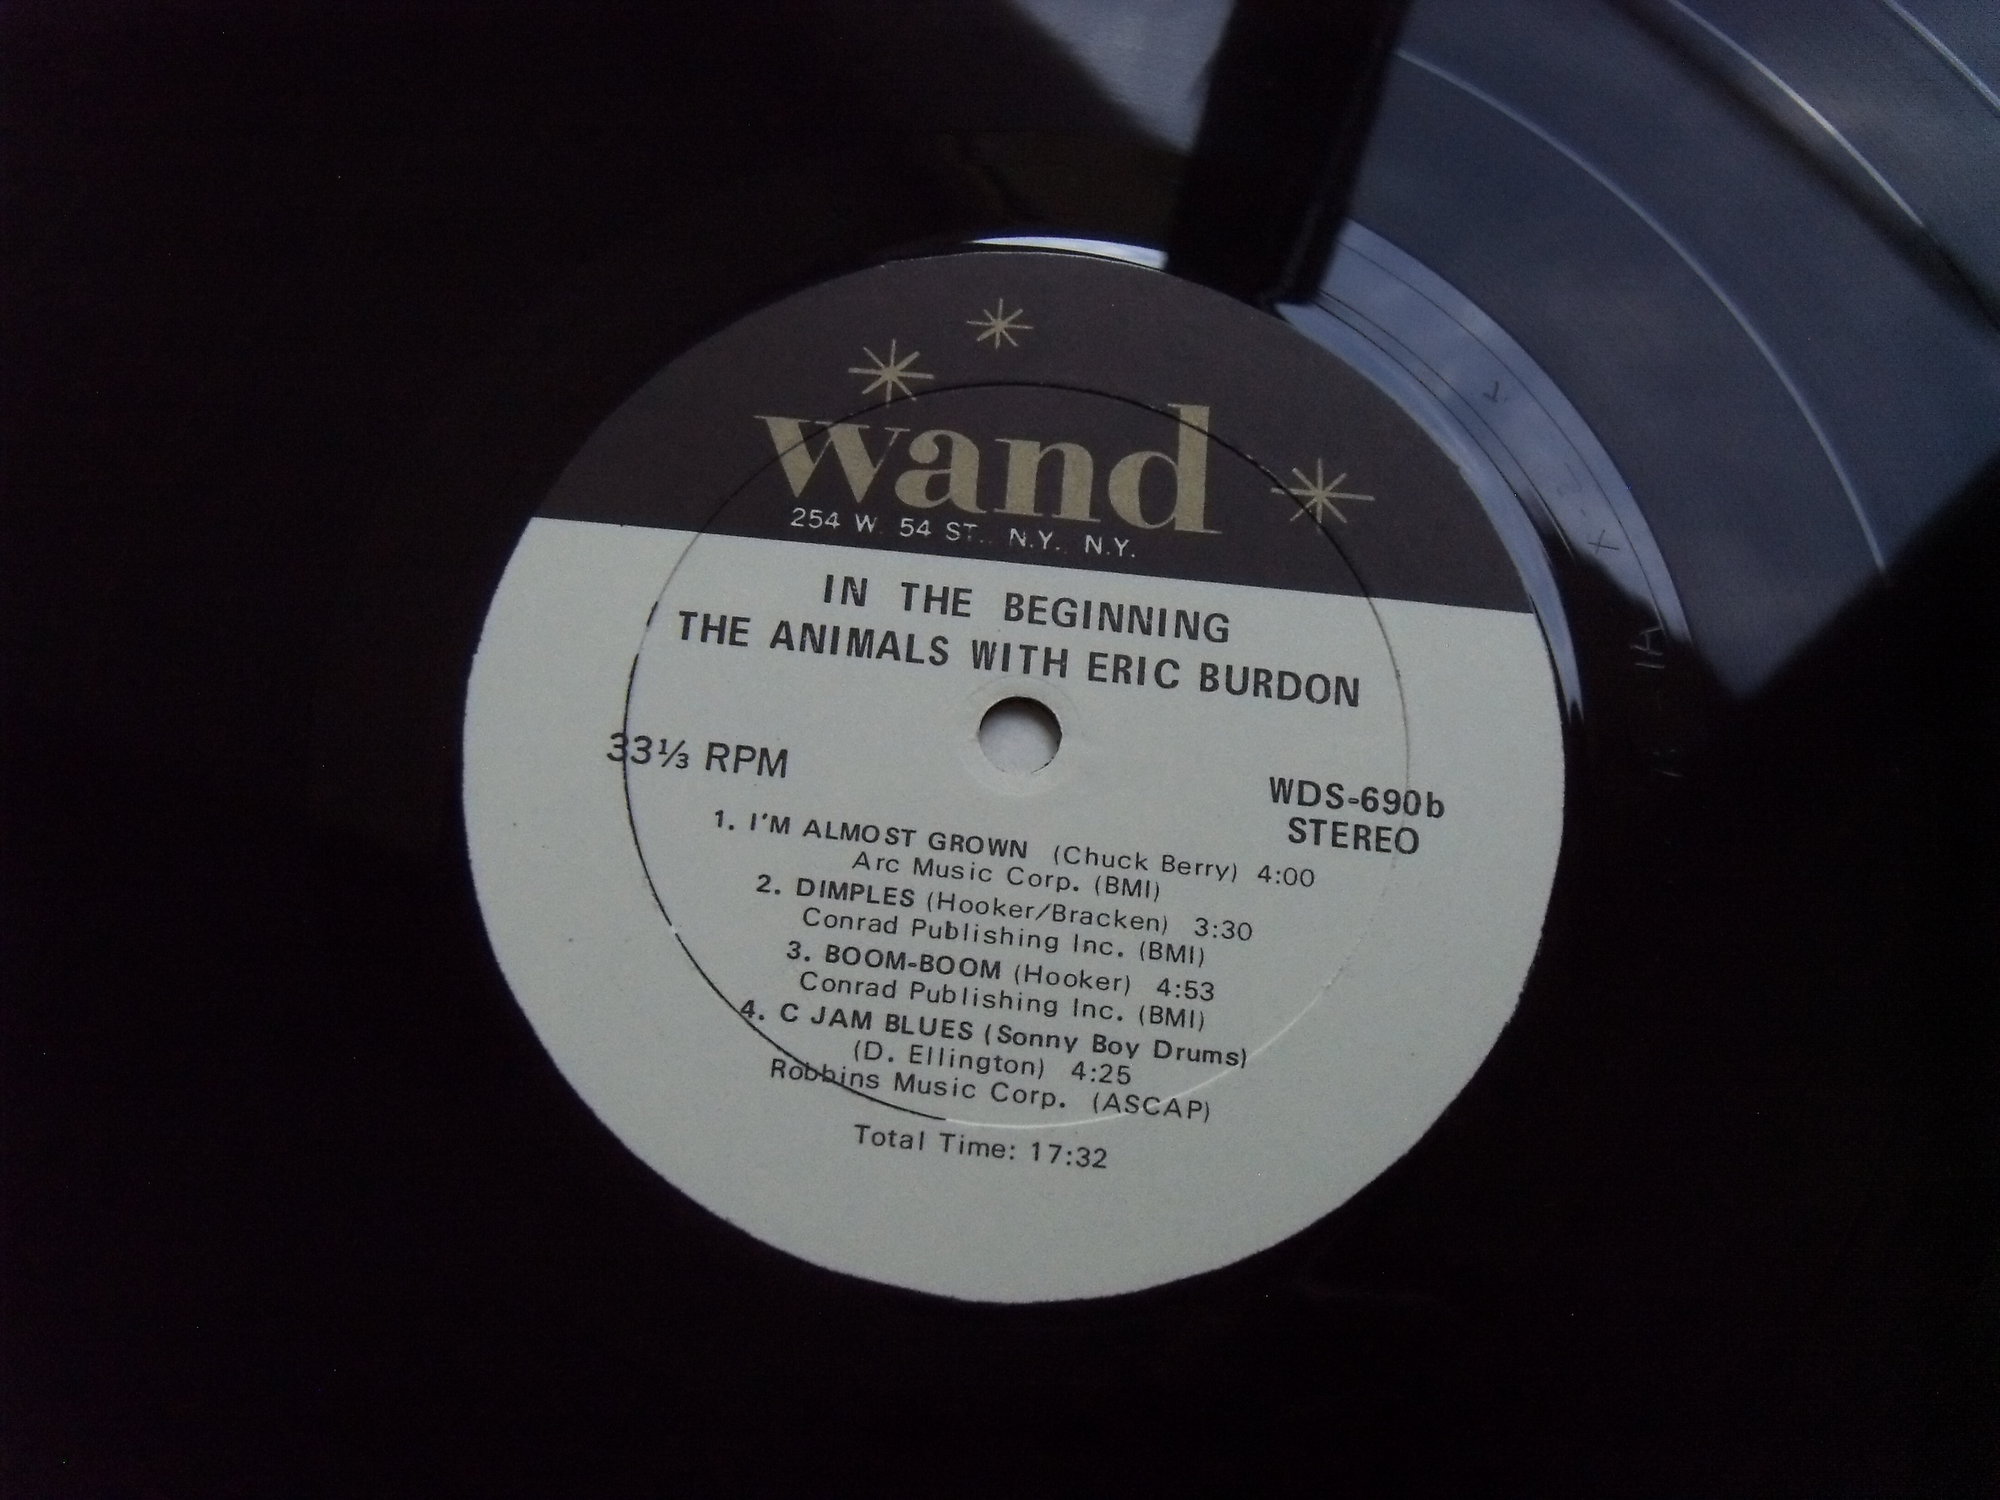 wand
254 W. 54 ST., N.Y., N.Y.
IN THE BEGINNING
THE ANIMALS WITH ERIC BURDON
33⅓ RPM
WDS-690b
STEREO
1. I'M ALMOST GROWN (Chuck Berry) 4:00
Arc Music Corp. (BMI)
2. DIMPLES (Hooker/Bracken) 3:30
Conrad Publishing Inc. (BMI)
3. BOOM-BOOM (Hooker) 4:53
Conrad Publishing Inc. (BMI)
4. C JAM BLUES (Sonny Boy Drums)
(D. Ellington) 4:25
Robbins Music Corp. (ASCAP)
Total Time: 17:32